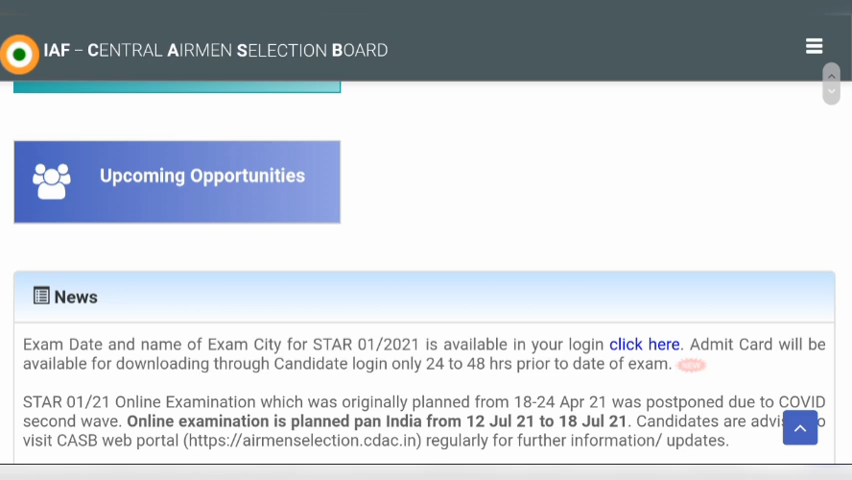 IAF – CENTRAL AIRMEN SELECTION BOARD
Upcoming Opportunities
News
Exam Date and name of Exam City for STAR 01/2021 is available in your login click here. Admit Card will be
available for downloading through Candidate login only 24 to 48 hrs prior to date of exam. NEW
STAR 01/21 Online Examination which was originally planned from 18-24 Apr 21 was postponed due to COVID
second wave. Online examination is planned pan India from 12 Jul 21 to 18 Jul 21. Candidates are
visit CASB web portal (https://airmenselection.cdac.in) regularly for further information/ updates.